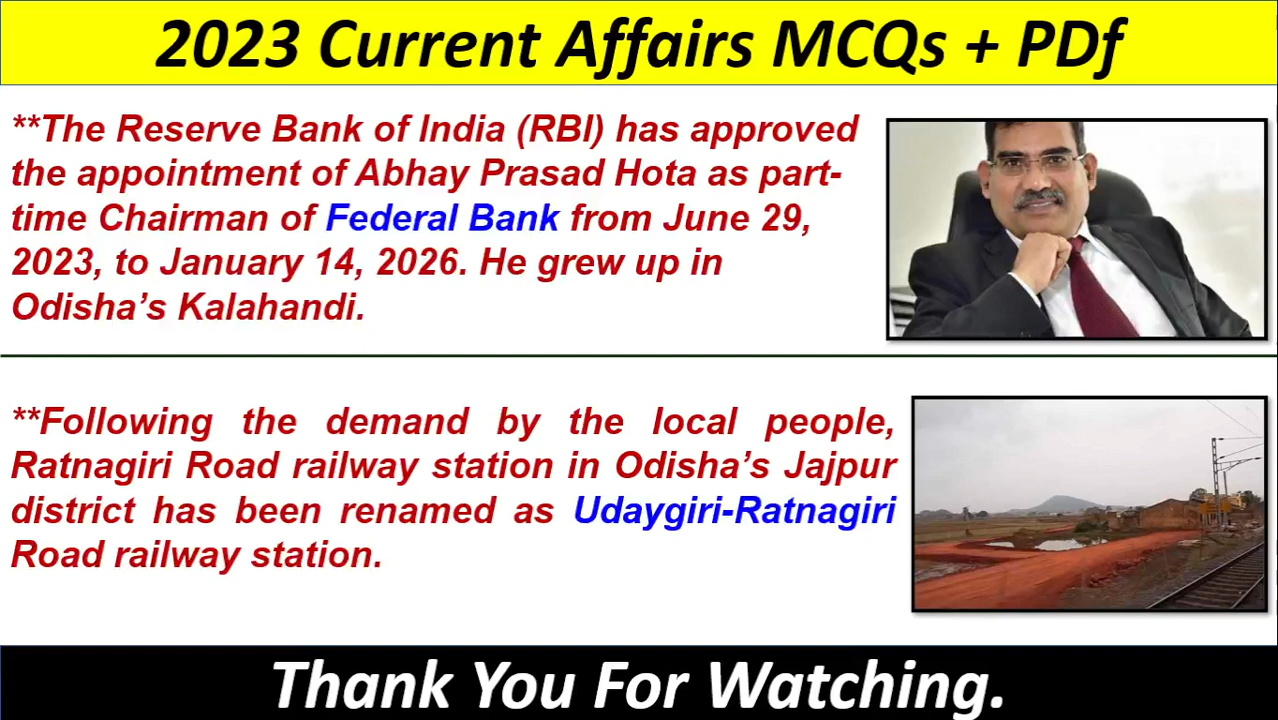 2023 Current Affairs MCQs + PDf
**The Reserve Bank of India (RBI) has approved
the appointment of Abhay Prasad Hota as part-
time Chairman of Federal Bank from June 29,
2023, to January 14, 2026. He grew up in
Odisha’s Kalahandi.
**Following the demand by the local people,
Ratnagiri Road railway station in Odisha’s Jajpur
district has been renamed as Udaygiri-Ratnagiri
Road railway station.
Thank You For Watching.